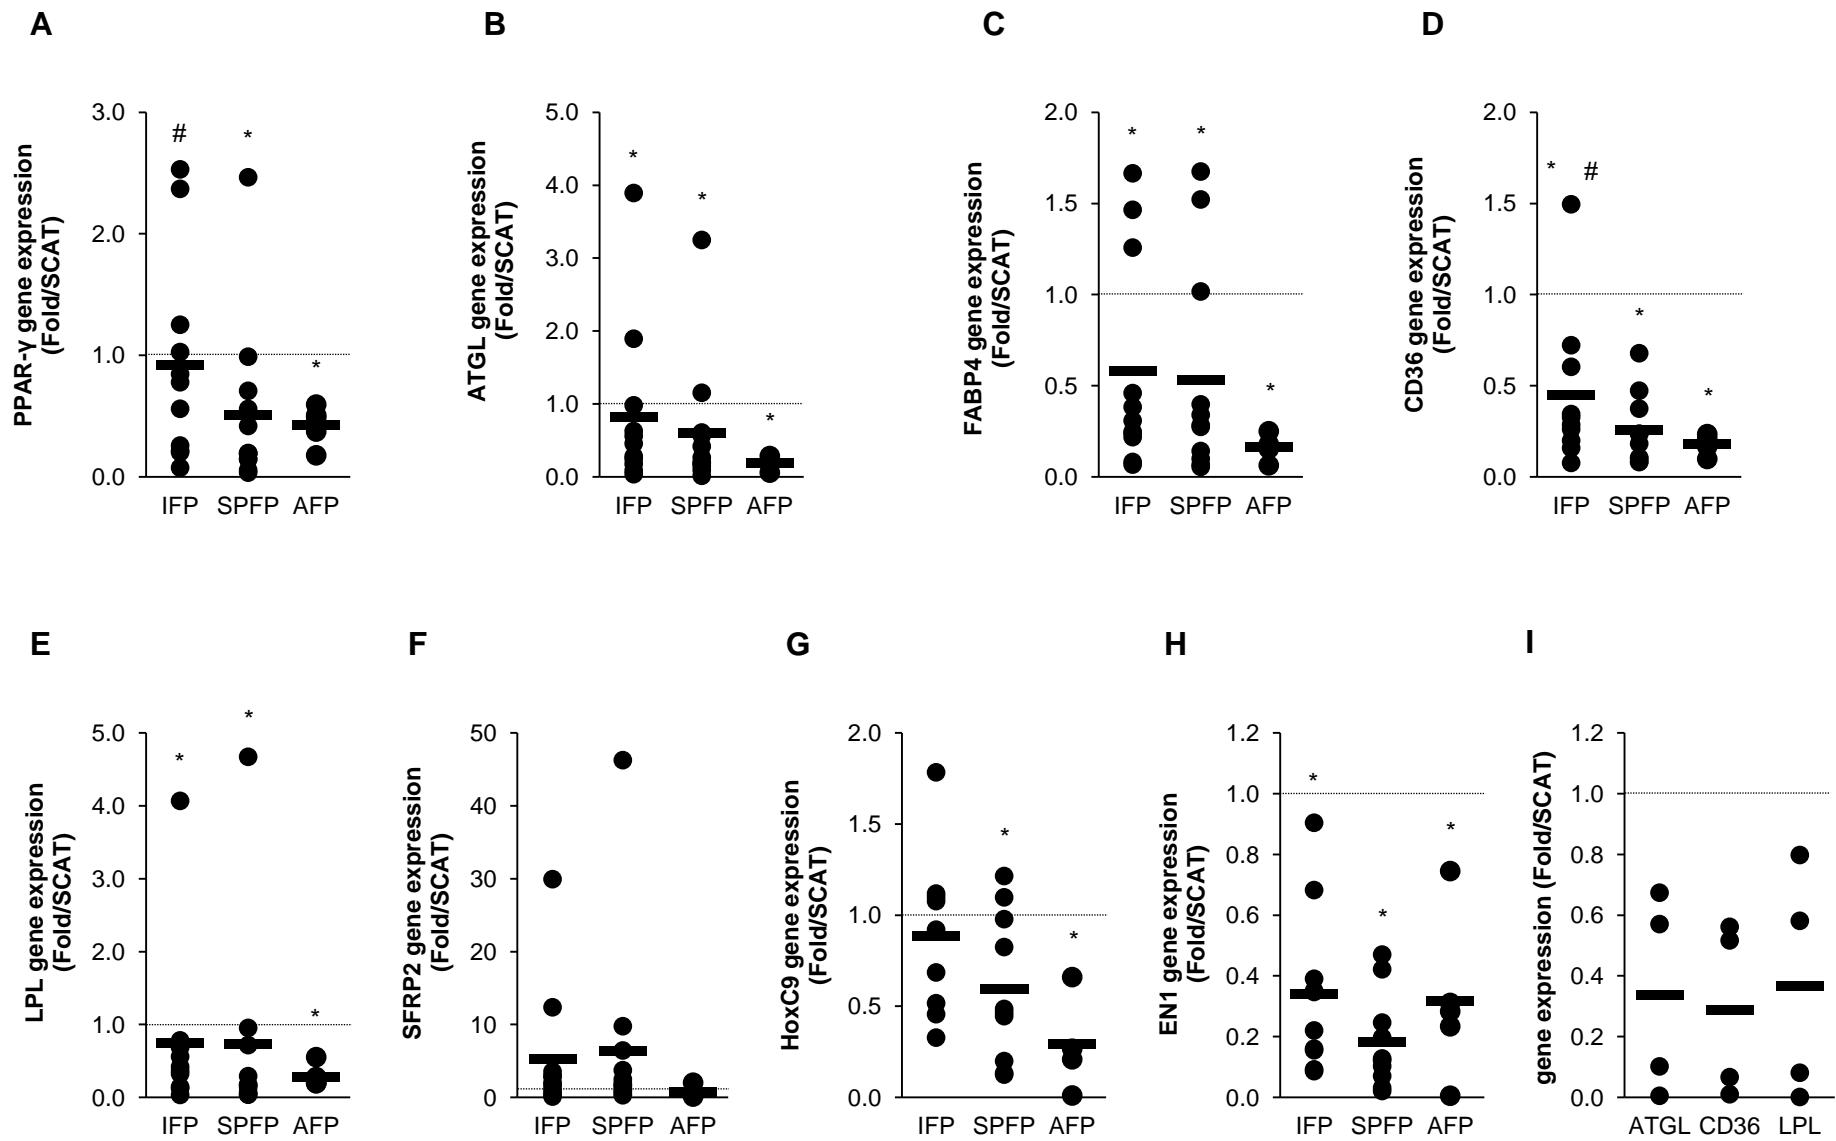 A
B
C
D
PPAR-γ gene expression
(Fold/SCAT)
3.0
2.0
1.0
0.0
#
*
*
IFP SPFP AFP
ATGL gene expression
(Fold/SCAT)
5.0
4.0
3.0
2.0
1.0
0.0
*
*
*
IFP SPFP AFP
FABP4 gene expression
(Fold/SCAT)
2.0
1.5
1.0
0.5
0.0
*
*
*
IFP SPFP AFP
CD36 gene expression
(Fold/SCAT)
2.0
1.5
1.0
0.5
0.0
* #
*
*
IFP SPFP AFP
E
F
G
H
I
LPL gene expression
(Fold/SCAT)
5.0
4.0
3.0
2.0
1.0
0.0
*
*
*
IFP SPFP AFP
SFRP2 gene expression
(Fold/SCAT)
50
40
30
20
10
0
IFP SPFP AFP
HoxC9 gene expression
(Fold/SCAT)
2.0
1.5
1.0
0.5
0.0
*
*
IFP SPFP AFP
EN1 gene expression
(Fold/SCAT)
1.2
1.0
0.8
0.6
0.4
0.2
0.0
*
*
*
IFP SPFP AFP
gene expression (Fold/SCAT)
1.2
1.0
0.8
0.6
0.4
0.2
0.0
ATGL CD36 LPL